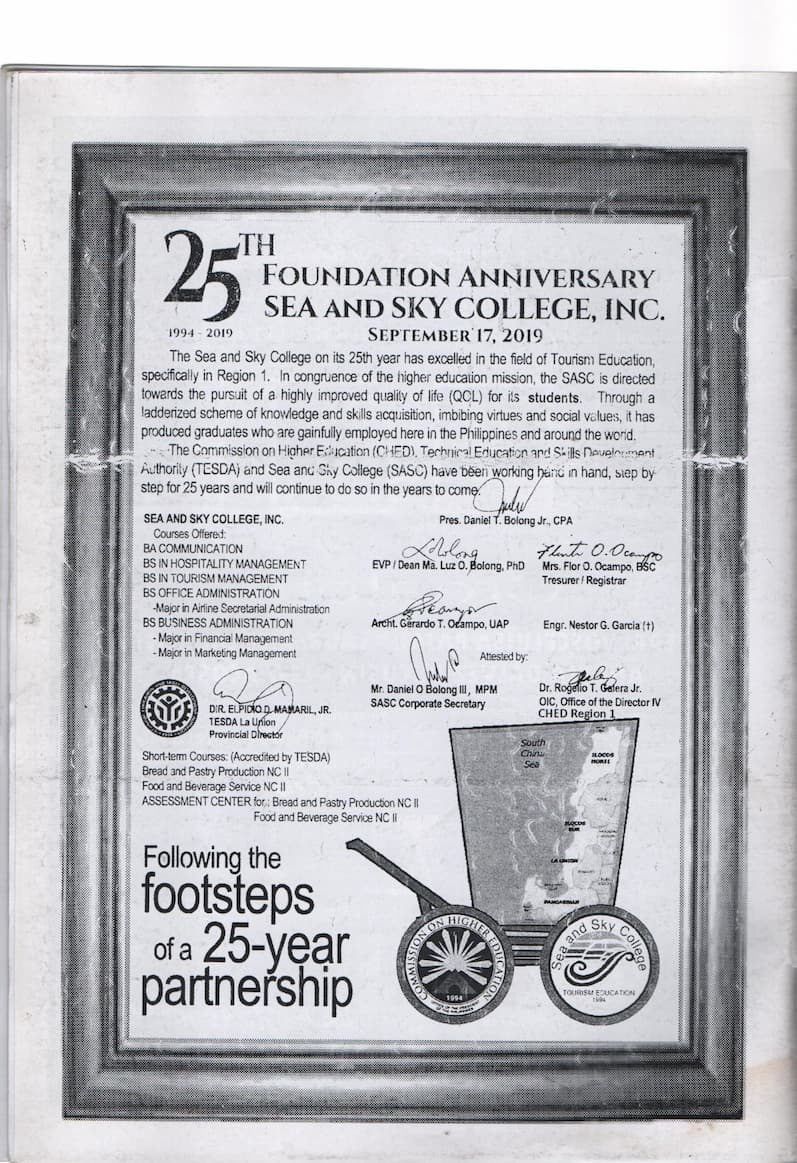 25TH
FOUNDATION ANNIVERSARY
SEA AND SKY COLLEGE, INC.
1994 - 2019
SEPTEMBER 17, 2019
The Sea and Sky College on its 25th year has excelled in the field of Tourism Education,
specifically in Region 1. In congruence of the higher education mission, the SASC is directed
towards the pursuit of a highly improved quality of life (QOL) for its students. Through a
ladderized scheme of knowledge and skills acquisition, imbibing virtues and social values, it has
produced graduates who are gainfully employed here in the Philippines and around the world.
The Commission on Higher Education (CHED), Technical Education and Skills Development
Authority (TESDA) and Sea and Sky College (SASC) have been working hand in hand, step by
step for 25 years and will continue to do so in the years to come.
Pres. Daniel T. Bolong Jr., CPA
SEA AND SKY COLLEGE, INC.
Courses Offered:
BA COMMUNICATION
BS IN HOSPITALITY MANAGEMENT
BS IN TOURISM MANAGEMENT
BS OFFICE ADMINISTRATION
-Major in Airline Secretarial Administration
BS BUSINESS ADMINISTRATION
- Major in Financial Management
- Major in Marketing Management
EVP / Dean Ma. Luz O. Bolong, PhD
Mrs. Flor O. Ocampo, BSC
Tresurer / Registrar
Archt. Gerardo T. Ocampo, UAP
Engr. Nestor G. Garcia (†)
Attested by:
Mr. Daniel O Bolong III, MPM
SASC Corporate Secretary
Dr. Rogelio T. Galera Jr.
OIC, Office of the Director IV
CHED Region 1
DIR. ELPIDIO D. MAMARIL, JR.
TESDA La Union
Provincial Director
Short-term Courses: (Accredited by TESDA)
Bread and Pastry Production NC II
Food and Beverage Service NC II
ASSESSMENT CENTER for : Bread and Pastry Production NC II
Food and Beverage Service NC II
South
China
Sea
ILOCOS
NORTE
ILOCOS
SUR
LA UNION
PANGASINAN
Following the
footsteps
of a 25-year
partnership
COMMISSION ON HIGHER EDUCATION
1994
Sea and Sky College
TOURISM EDUCATION
1994